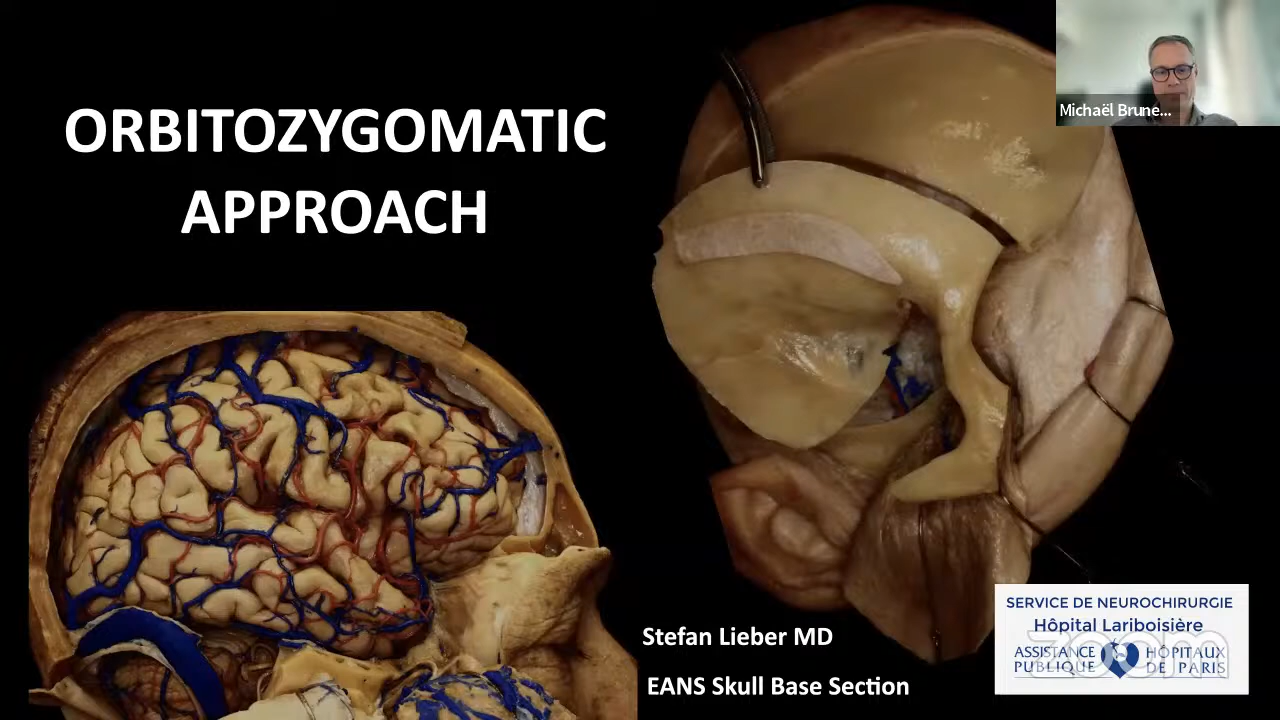 ORBITOZYGOMATIC
APPROACH
Michaël Brune...
Stefan Lieber MD
EANS Skull Base Section
SERVICE DE NEUROCHIRURGIE
Hôpital Lariboisière
zoom
ASSISTANCE HÔPITAUX
PUBLIQUE DE PARIS